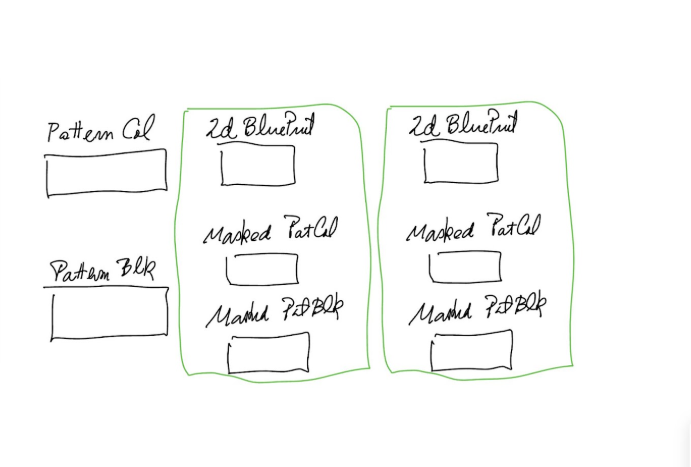 Pattern Col
Pattern Blk
2d BluePrint
Masked PatCol
Masked PatBlk
2d BluePrint
Masked PatCol
Masked PatBlk